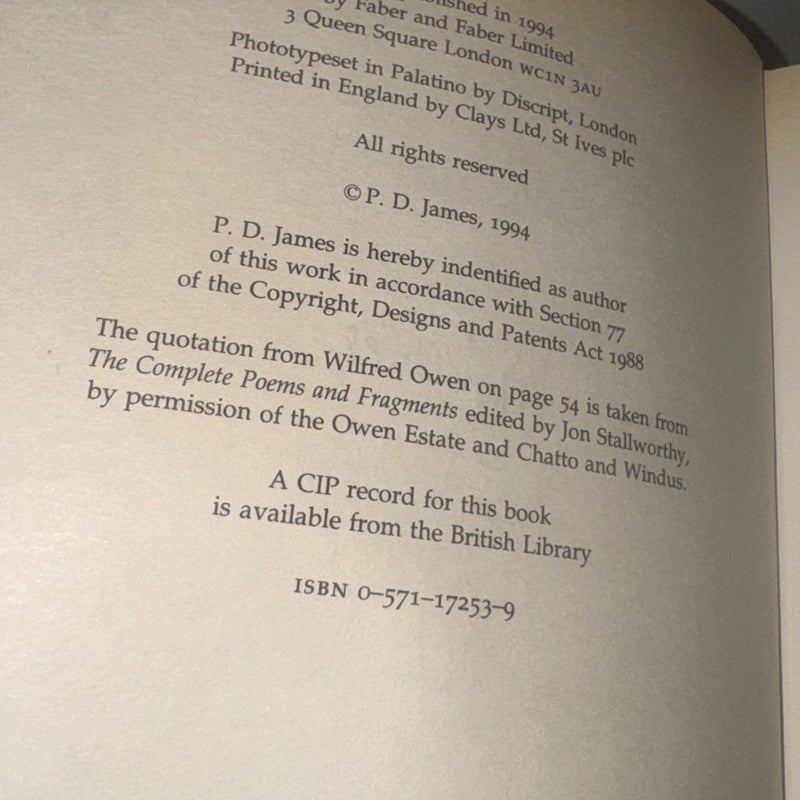 in 1994
by Faber and Faber Limited
3 Queen Square London WC1N 3AU
Phototypeset in Palatino by Discript, London
Printed in England by Clays Ltd, St Ives plc
All rights reserved
© P. D. James, 1994
P. D. James is hereby indentified as author
of this work in accordance with Section 77
of the Copyright, Designs and Patents Act 1988
The quotation from Wilfred Owen on page 54 is taken from
The Complete Poems and Fragments edited by Jon Stallworthy,
by permission of the Owen Estate and Chatto and Windus.
A CIP record for this book
is available from the British Library
ISBN 0–571–17253–9